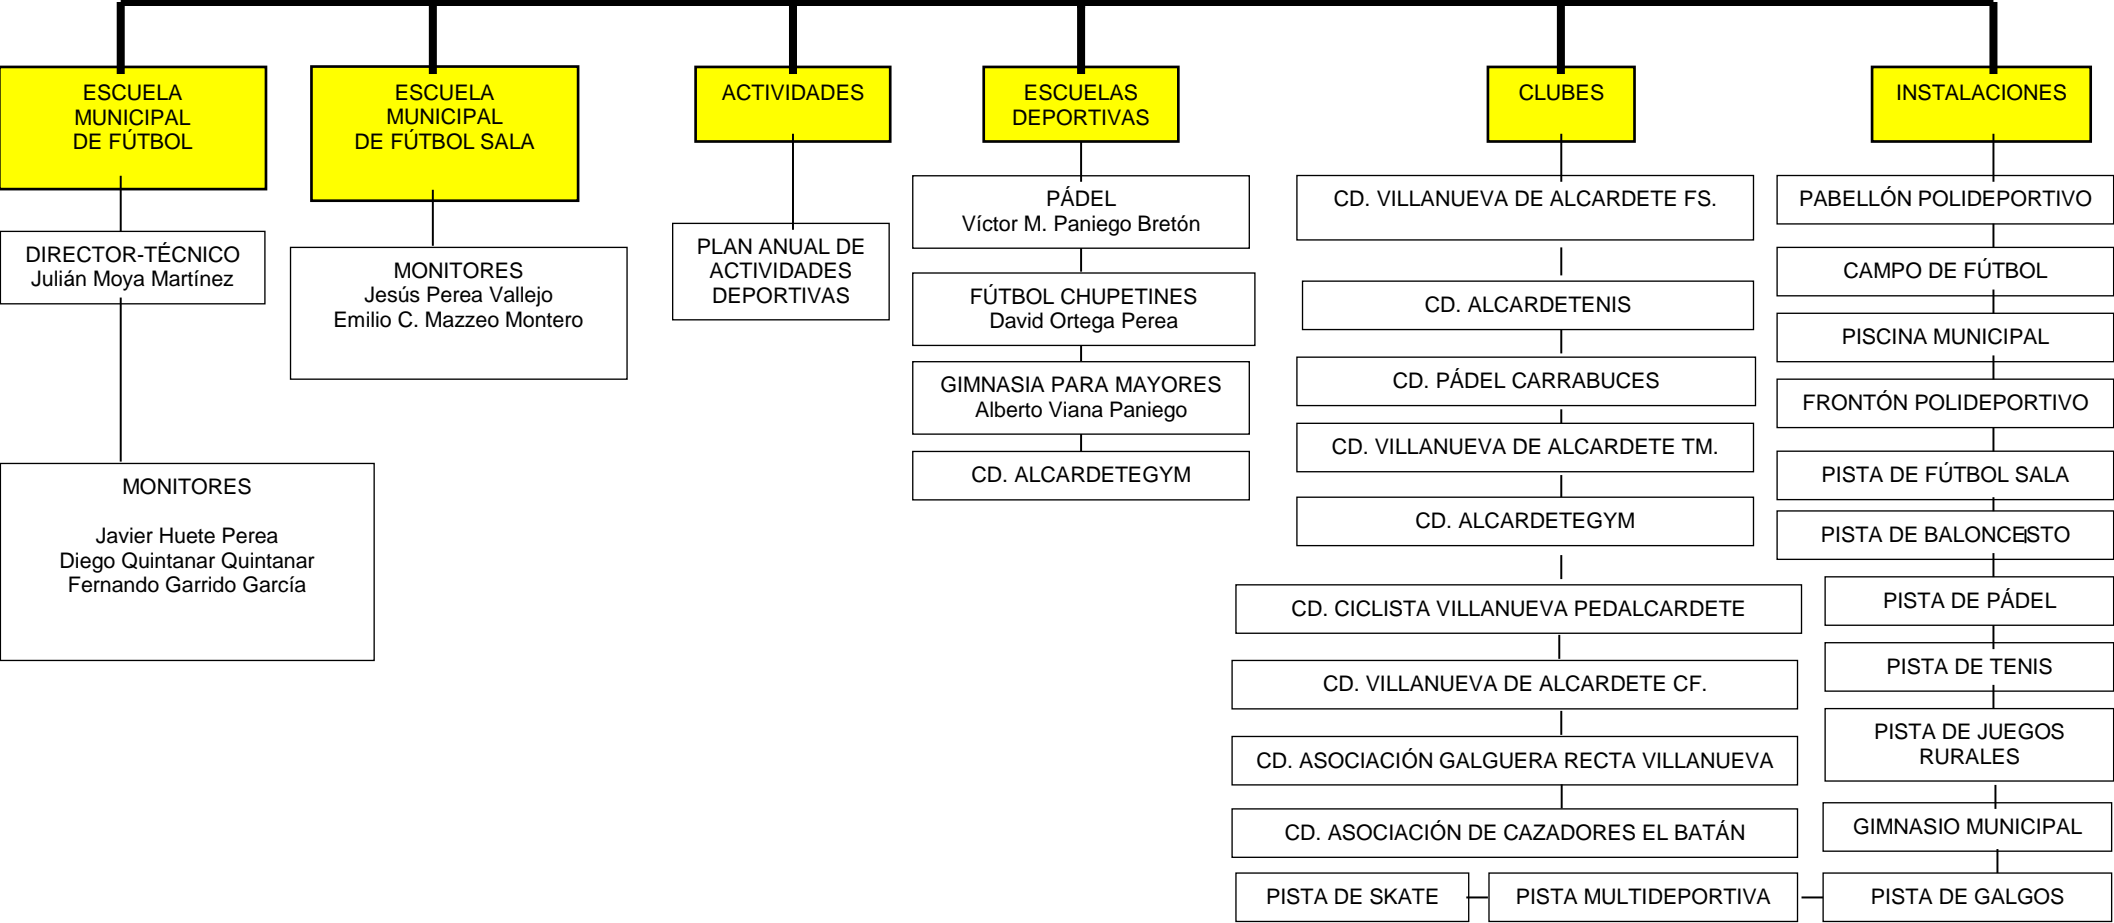 ESCUELA
MUNICIPAL
DE FÚTBOL
DIRECTOR-TÉCNICO
Julián Moya Martínez
MONITORES
Javier Huete Perea
Diego Quintanar Quintanar
Fernando Garrido García
ESCUELA
MUNICIPAL
DE FÚTBOL SALA
MONITORES
Jesús Perea Vallejo
Emilio C. Mazzeo Montero
ACTIVIDADES
PLAN ANUAL DE
ACTIVIDADES
DEPORTIVAS
ESCUELAS
DEPORTIVAS
PÁDEL
Víctor M. Paniego Bretón
FÚTBOL CHUPETINES
David Ortega Perea
GIMNASIA PARA MAYORES
Alberto Viana Paniego
CD. ALCARDETEGYM
CLUBES
CD. VILLANUEVA DE ALCARDETE FS.
CD. ALCARDETENIS
CD. PÁDEL CARRABUCES
CD. VILLANUEVA DE ALCARDETE TM.
CD. ALCARDETEGYM
CD. CICLISTA VILLANUEVA PEDALCARDETE
CD. VILLANUEVA DE ALCARDETE CF.
CD. ASOCIACIÓN GALGUERA RECTA VILLANUEVA
CD. ASOCIACIÓN DE CAZADORES EL BATÁN
INSTALACIONES
PABELLÓN POLIDEPORTIVO
CAMPO DE FÚTBOL
PISCINA MUNICIPAL
FRONTÓN POLIDEPORTIVO
PISTA DE FÚTBOL SALA
PISTA DE BALONCESTO
PISTA DE PÁDEL
PISTA DE TENIS
PISTA DE JUEGOS
RURALES
GIMNASIO MUNICIPAL
PISTA DE GALGOS
PISTA MULTIDEPORTIVA
PISTA DE SKATE